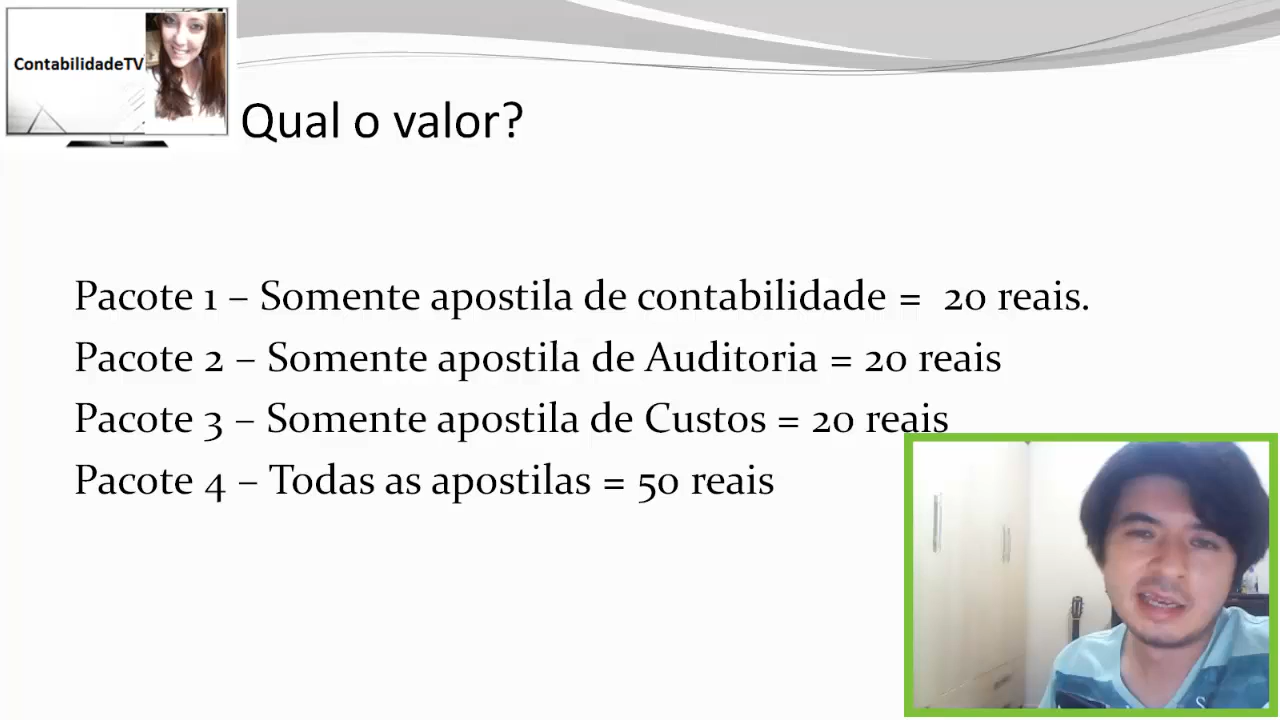 ContabilidadeTV
Qual o valor?
Pacote 1 – Somente apostila de contabilidade = 20 reais.
Pacote 2 – Somente apostila de Auditoria = 20 reais
Pacote 3 – Somente apostila de Custos = 20 reais
Pacote 4 – Todas as apostilas = 50 reais